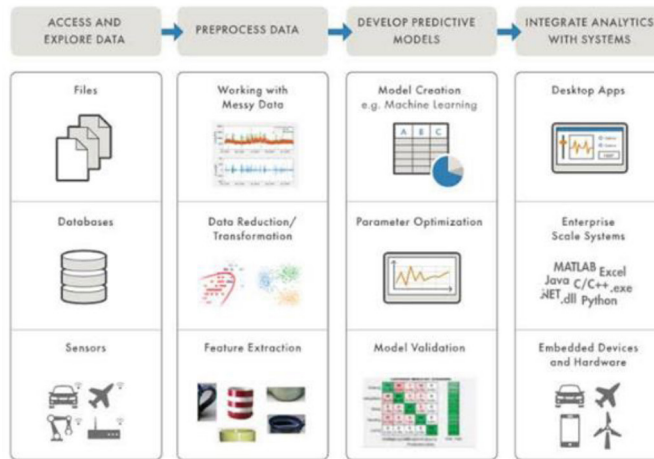 ACCESS AND
EXPLORE DATA
PREPROCESS DATA
DEVELOP PREDICTIVE
MODELS
INTEGRATE ANALYTICS
WITH SYSTEMS
Files
Databases
Sensors
Working with
Messy Data
Data Reduction/
Transformation
Feature Extraction
Model Creation
e.g. Machine Learning
A B C
Parameter Optimization
Model Validation
Desktop Apps
Enterprise
Scale Systems
MATLAB Excel
Java C/C++ .exe
.NET .dll Python
Embedded Devices
and Hardware